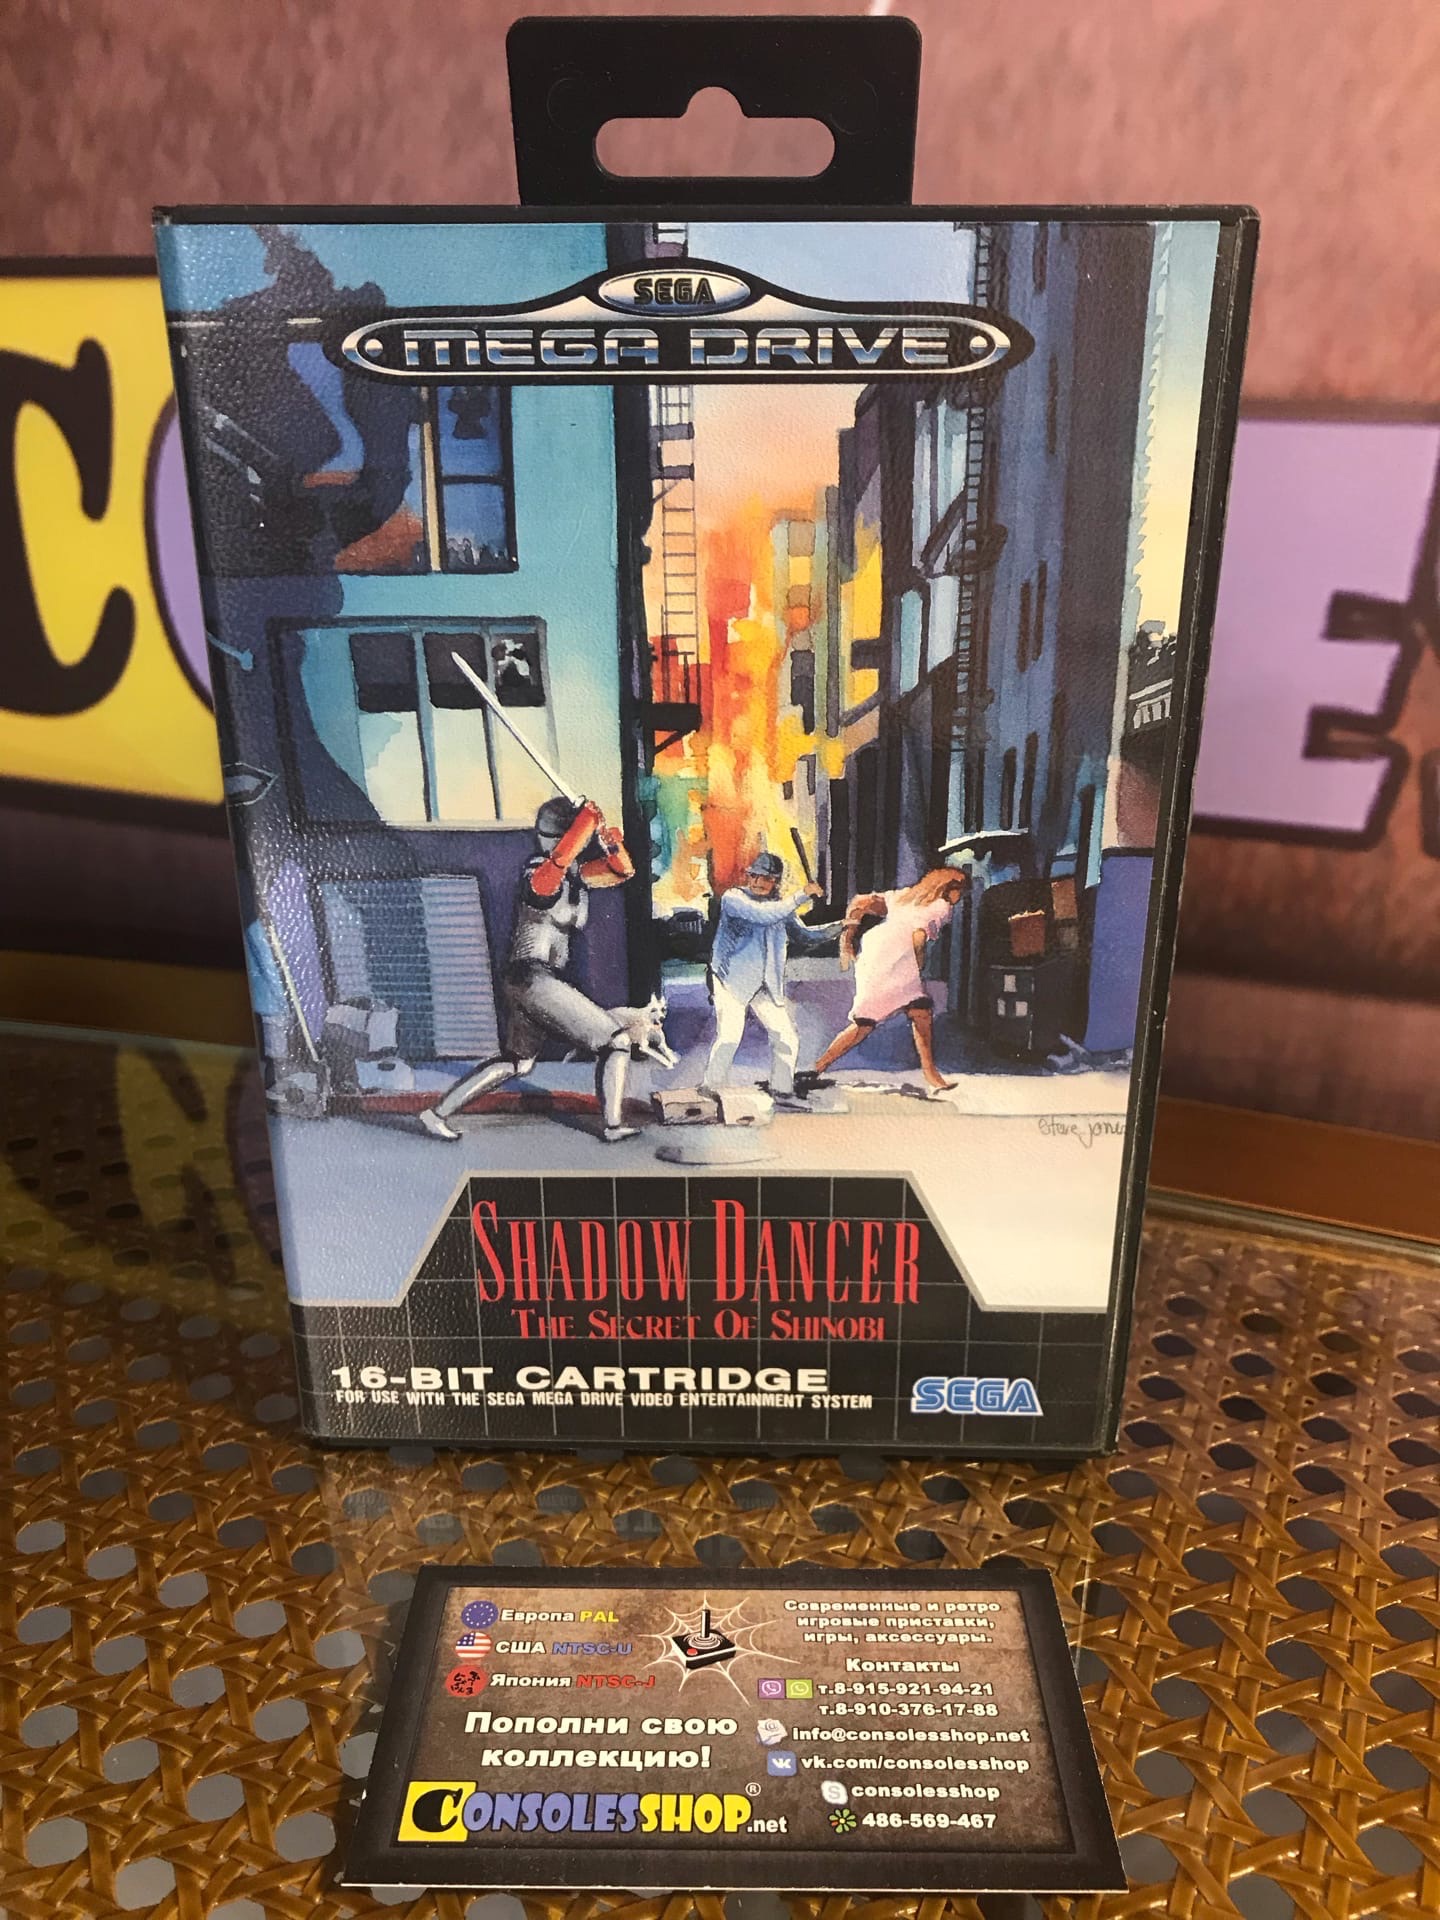 SEGA
MEGA DRIVE
Steve Jones
SHADOW DANCER
THE SECRET OF SHINOBI
16-BIT CARTRIDGE
FOR USE WITH THE SEGA MEGA DRIVE VIDEO ENTERTAINMENT SYSTEM
SEGA
Европа PAL
США NTSC-U
Япония NTSC-J
Пополни свою
коллекцию!
CONSOLESSHOP®.net
Современные и ретро
игровые приставки,
игры, аксессуары.
Контакты
т.8-915-921-94-21
т.8-910-376-17-88
info@consolesshop.net
vk.com/consolesshop
consolesshop
486-569-467